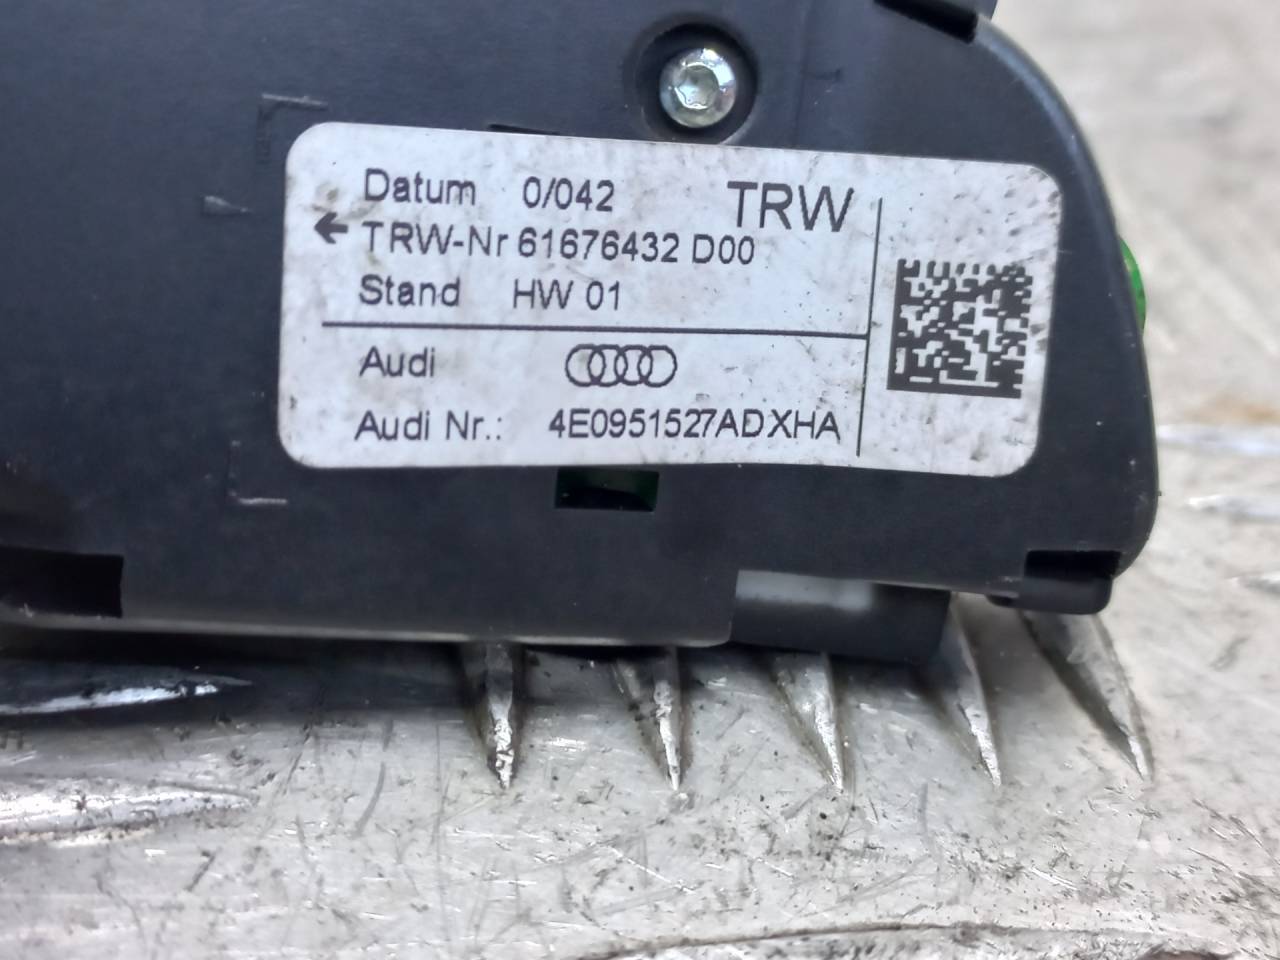 Datum 0/042 TRW
←TRW-Nr 61676432 D00
Stand HW 01
Audi
Audi Nr.: 4E0951527ADXHA